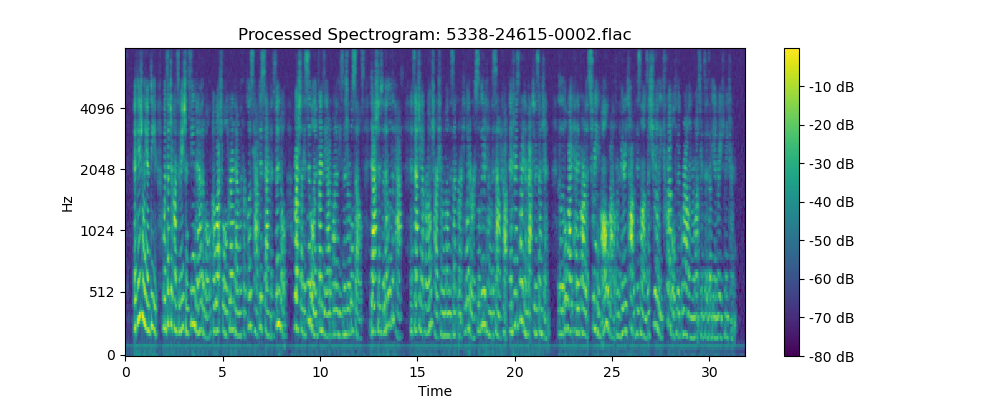 Processed Spectrogram: 5338-24615-0002.flac
Hz
4096
2048
1024
512
0
0 5 10 15 20 25 30
Time
-10 dB
-20 dB
-30 dB
-40 dB
-50 dB
-60 dB
-70 dB
-80 dB